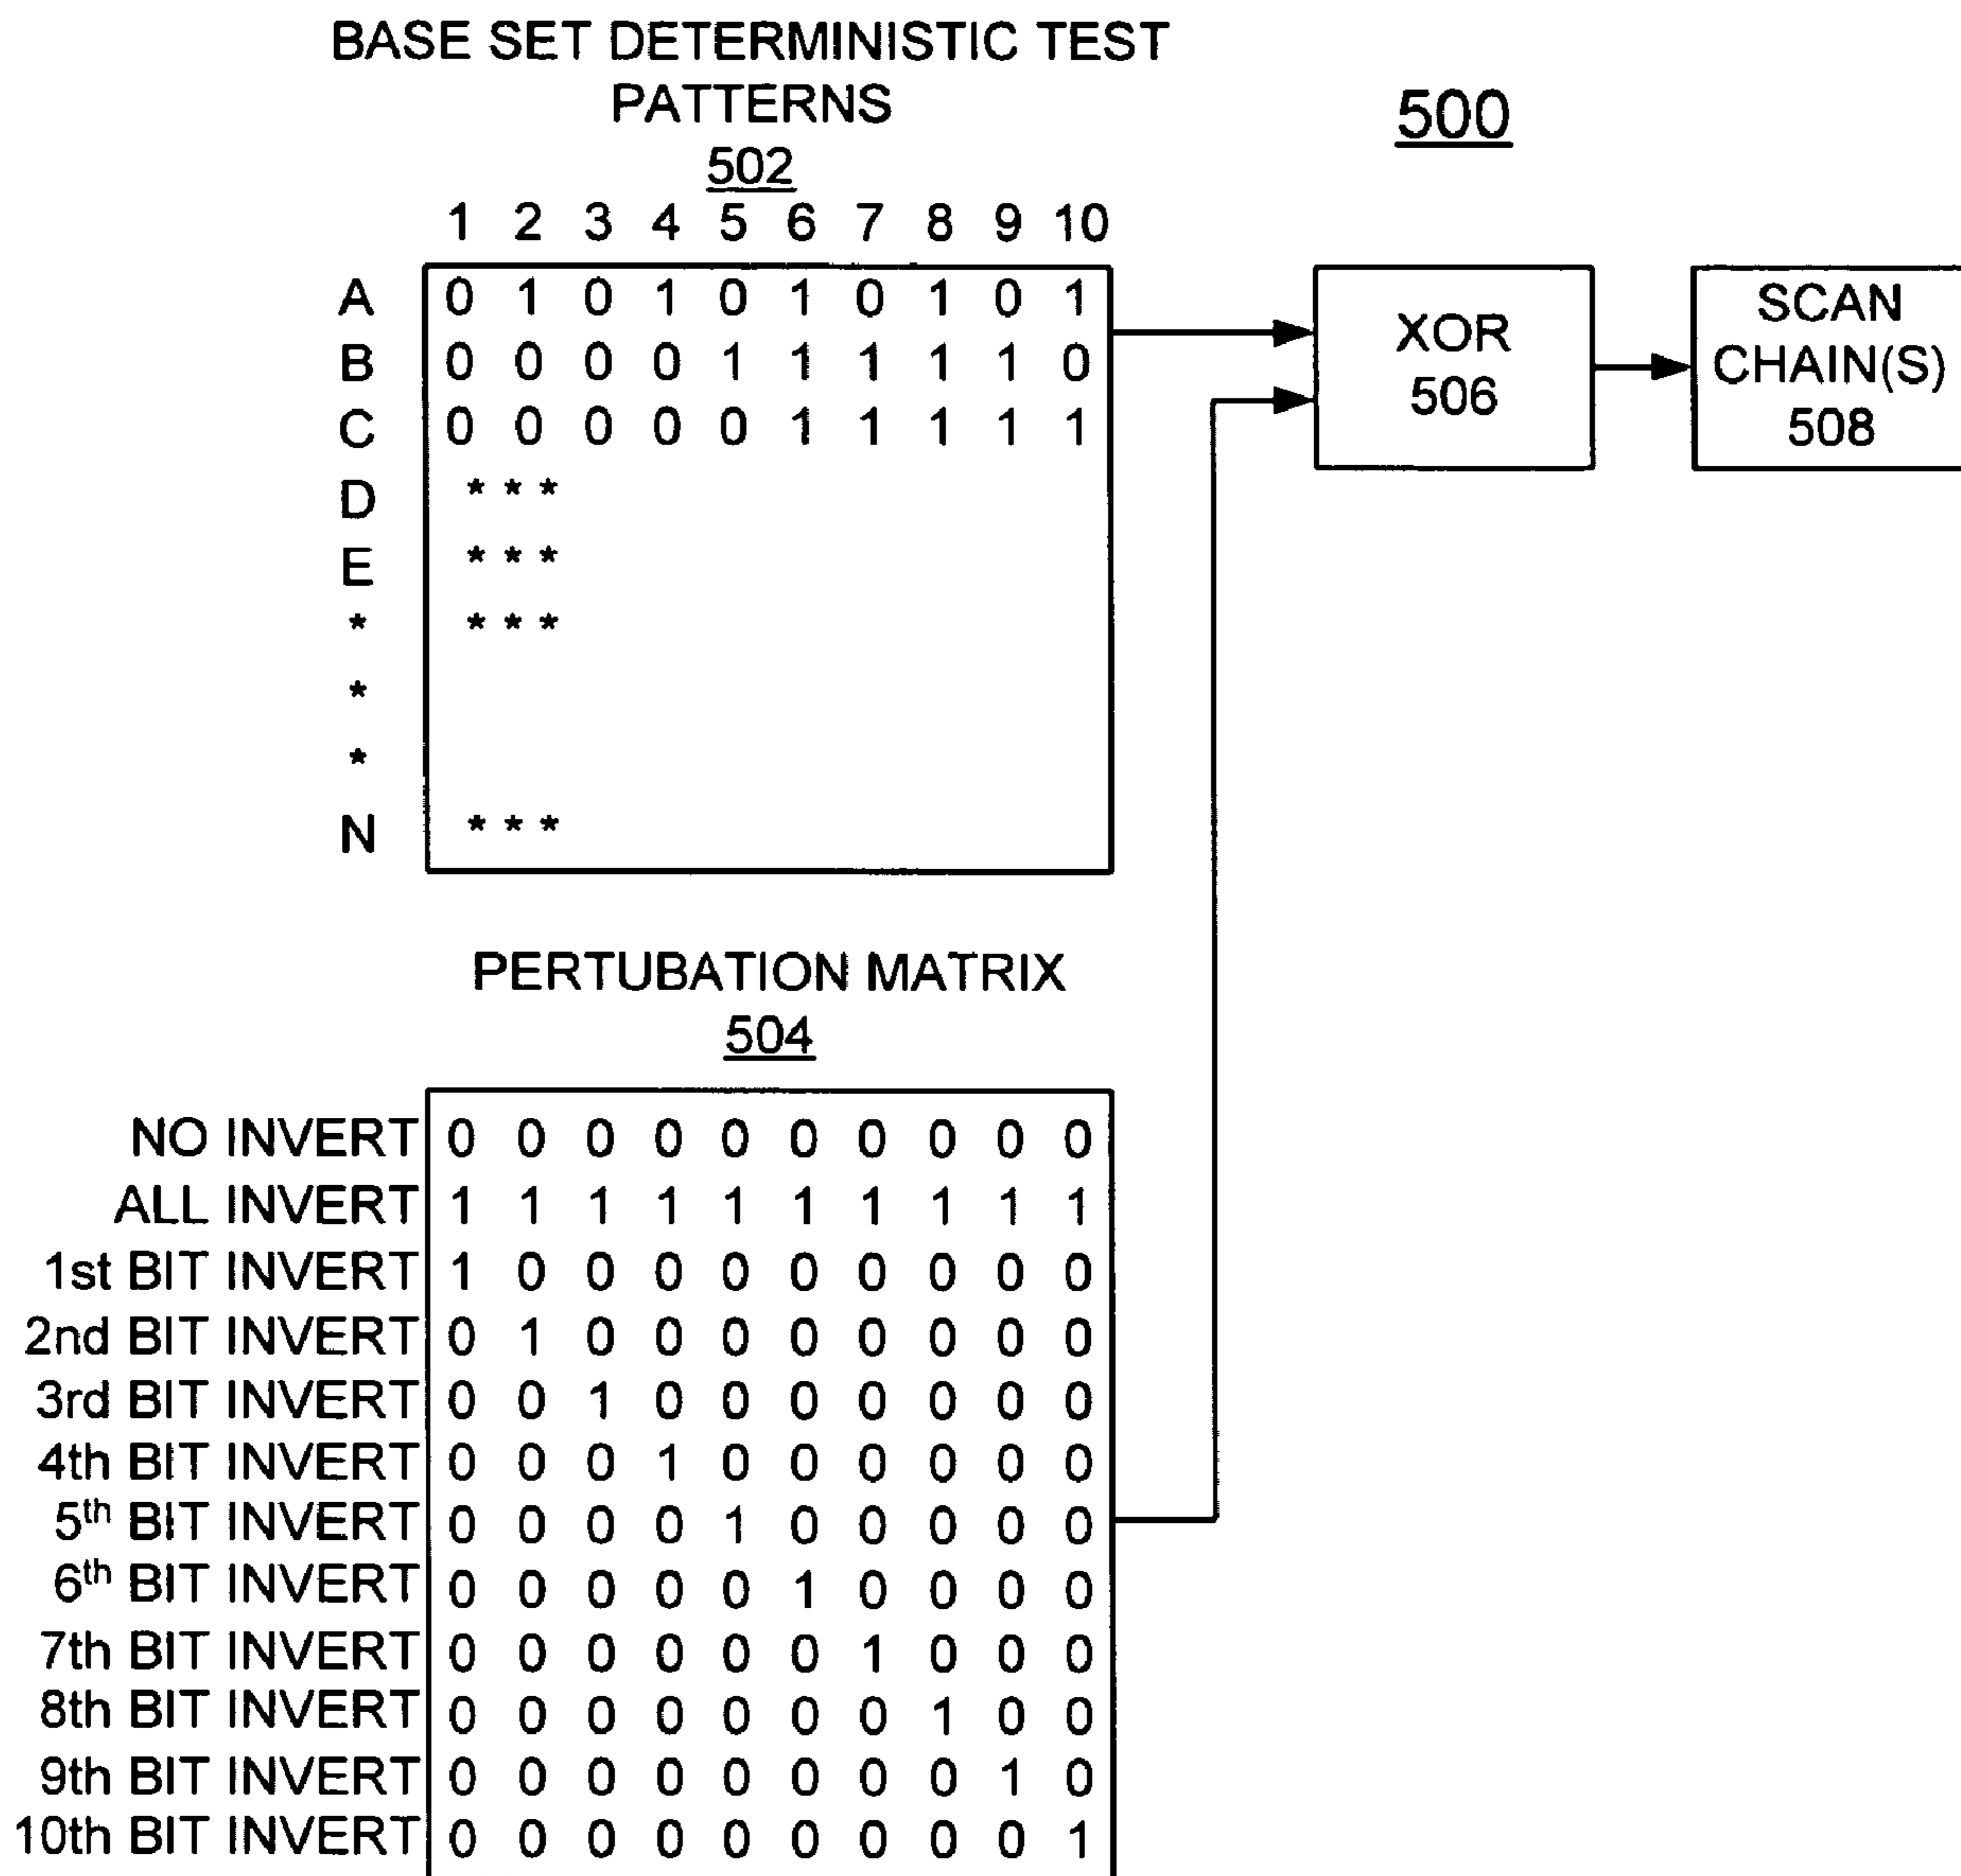 BASE SET DETERMINISTIC TEST
PATTERNS
502
500
1 2 3 4 5 6 7 8 9 10
A 0 1 0 1 0 1 0 1 0 1
B 0 0 0 0 1 1 1 1 1 0
C 0 0 0 0 0 1 1 1 1 1
D * * *
E * * *
* * * *
*
*
N * * *
XOR
506
SCAN
CHAIN(S)
508
PERTUBATION MATRIX
504
NO INVERT 0 0 0 0 0 0 0 0 0 0
ALL INVERT 1 1 1 1 1 1 1 1 1 1
1st BIT INVERT 1 0 0 0 0 0 0 0 0 0
2nd BIT INVERT 0 1 0 0 0 0 0 0 0 0
3rd BIT INVERT 0 0 1 0 0 0 0 0 0 0
4th BIT INVERT 0 0 0 1 0 0 0 0 0 0
5th BIT INVERT 0 0 0 0 1 0 0 0 0 0
6th BIT INVERT 0 0 0 0 0 1 0 0 0 0
7th BIT INVERT 0 0 0 0 0 0 1 0 0 0
8th BIT INVERT 0 0 0 0 0 0 0 1 0 0
9th BIT INVERT 0 0 0 0 0 0 0 0 1 0
10th BIT INVERT 0 0 0 0 0 0 0 0 0 1